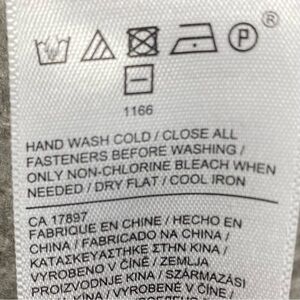 P
®
1166
HAND WASH COLD / CLOSE ALL
FASTENERS BEFORE WASHING /
ONLY NON-CHLORINE BLEACH WHEN
NEEDED / DRY FLAT / COOL IRON
CA 17897
FABRIQUE EN CHINE / HECHO EN
CHINA / FABRICADO NA CHINA /
ΚΑΤΑΣΚΕΥΑΣΤΗΚΕ ΣΤΗΝ ΚΙΝΑ /
VYROBENO V ČÍNĚ / ZEMLJA
PROIZVODNJE KINA / SZÁRMAZÁSI
VYROBENÉ V ČÍNE /